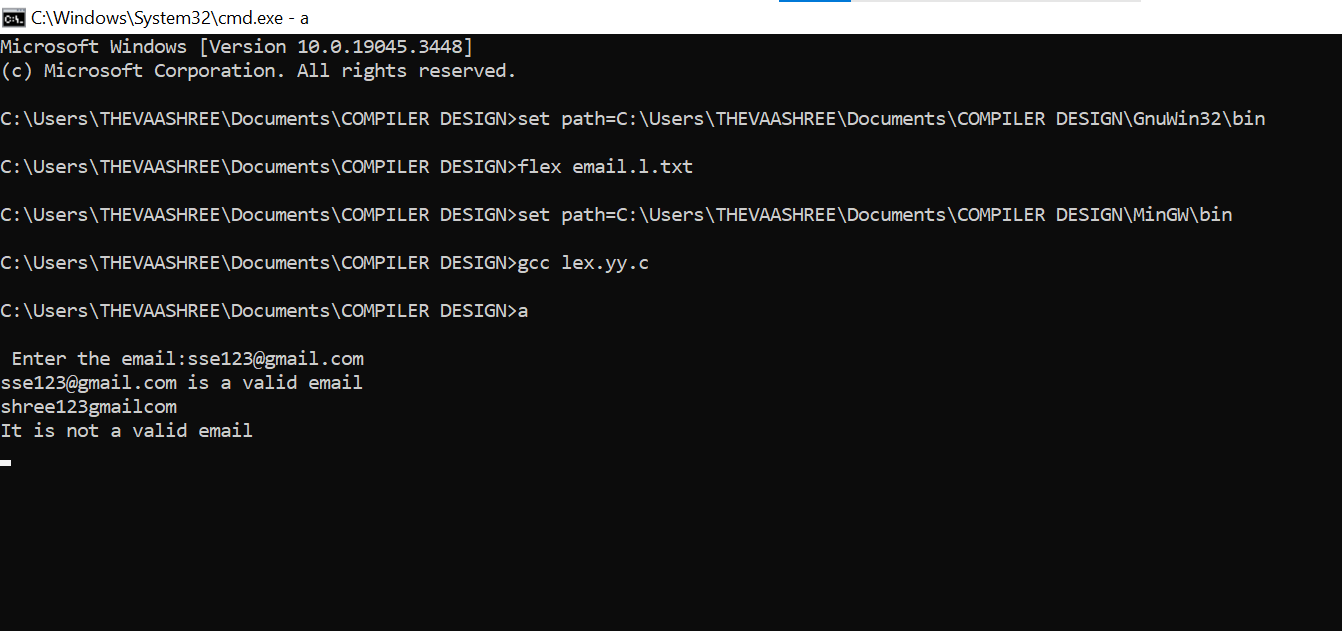 C:\Windows\System32\cmd.exe - a
Microsoft Windows [Version 10.0.19045.3448]
(c) Microsoft Corporation. All rights reserved.
C:\Users\THEVAASHREE\Documents\COMPILER DESIGN>set path=C:\Users\THEVAASHREE\Documents\COMPILER DESIGN\GnuWin32\bin
C:\Users\THEVAASHREE\Documents\COMPILER DESIGN>flex email.l.txt
C:\Users\THEVAASHREE\Documents\COMPILER DESIGN>set path=C:\Users\THEVAASHREE\Documents\COMPILER DESIGN\MinGW\bin
C:\Users\THEVAASHREE\Documents\COMPILER DESIGN>gcc lex.yy.c
C:\Users\THEVAASHREE\Documents\COMPILER DESIGN>a
Enter the email:sse123@gmail.com
sse123@gmail.com is a valid email
shree123gmailcom
It is not a valid email